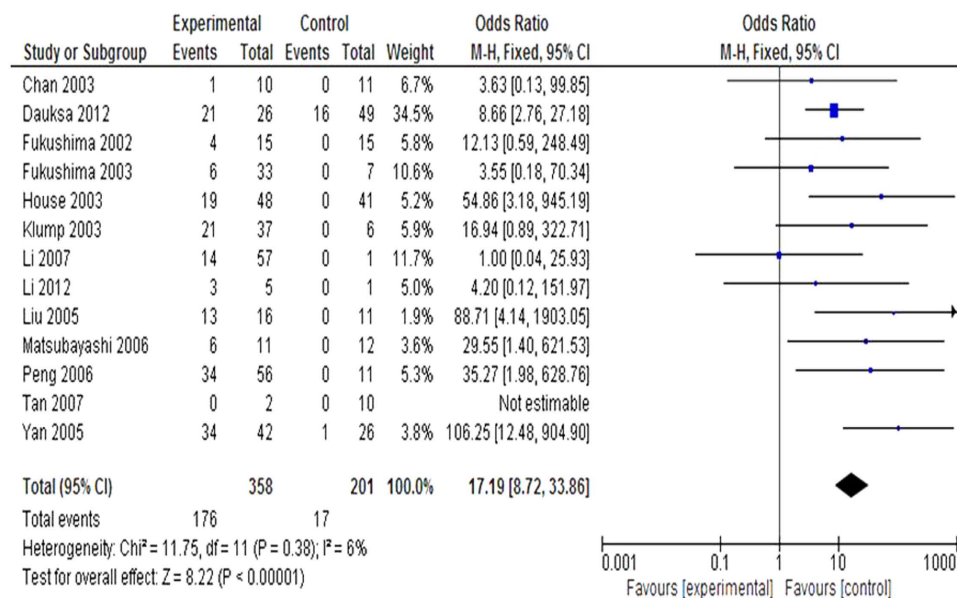 Experimental Control Odds Ratio Odds Ratio
Study or Subgroup Events Total Events Total Weight M-H, Fixed, 95% CI M-H, Fixed, 95% CI
Chan 2003 1 10 0 11 6.7% 3.63 [0.13, 99.85]
Dauksa 2012 21 26 16 49 34.5% 8.66 [2.76, 27.18]
Fukushima 2002 4 15 0 15 5.8% 12.13 [0.59, 248.49]
Fukushima 2003 6 33 0 7 10.6% 3.55 [0.18, 70.34]
House 2003 19 48 0 41 5.2% 54.86 [3.18, 945.19]
Klump 2003 21 37 0 6 5.9% 16.94 [0.89, 322.71]
Li 2007 14 57 0 1 11.7% 1.00 [0.04, 25.93]
Li 2012 3 5 0 1 5.0% 4.20 [0.12, 151.97]
Liu 2005 13 16 0 11 1.9% 88.71 [4.14, 1903.05]
Matsubayashi 2006 6 11 0 12 3.6% 29.55 [1.40, 621.53]
Peng 2006 34 56 0 11 5.3% 35.27 [1.98, 628.76]
Tan 2007 0 2 0 10 Not estimable
Yan 2005 34 42 1 26 3.8% 106.25 [12.48, 904.90]
Total (95% CI) 358 201 100.0% 17.19 [8.72, 33.86]
Total events 176 17
Heterogeneity: Chi² = 11.75, df = 11 (P = 0.38); I² = 6%
Test for overall effect: Z = 8.22 (P < 0.00001)
0.001 0.1 1 10 1000
Favours [experimental] Favours [control]